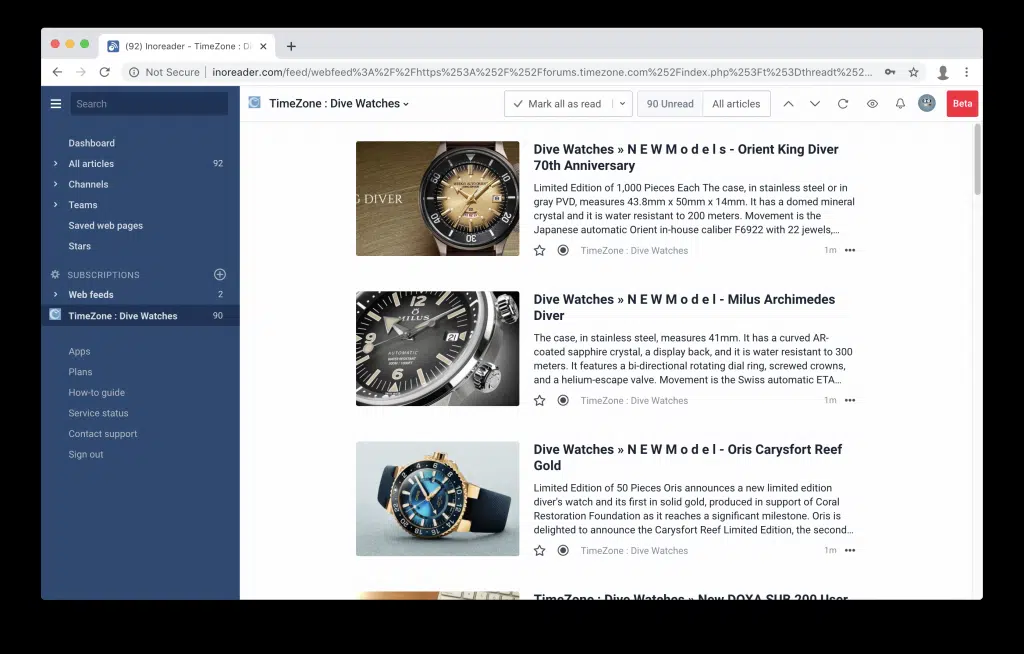 (92) Inoreader - TimeZone : Di
Not Secure
inoreader.com/feed/webfeed%3A%2F%2Fhttps%253A%252F%252Fforums.timezone.com%252Findex.php%253Ft%253Dthreadt%252...
Search
TimeZone : Dive Watches
Mark all as read
90 Unread
All articles
Beta
Dashboard
All articles 92
Channels
Teams
Saved web pages
Stars
SUBSCRIPTIONS
Web feeds 2
TimeZone : Dive Watches 90
Apps
Plans
How-to guide
Service status
Contact support
Sign out
G DIVER
Dive Watches » N E W M o d e l s - Orient King Diver
70th Anniversary
Limited Edition of 1,000 Pieces Each The case, in stainless steel or in
gray PVD, measures 43.8mm x 50mm x 14mm. It has a domed mineral
crystal and it is water resistant to 200 meters. Movement is the
Japanese automatic Orient in-house caliber F6922 with 22 jewels,...
TimeZone : Dive Watches 1m
12
MILUS
AUTOMATIC
21
6
Dive Watches » N E W M o d e l - Milus Archimedes
Diver
The case, in stainless steel, measures 41mm. It has a curved AR-
coated sapphire crystal, a display back, and it is water resistant to 300
meters. It features a bi-directional rotating dial ring, screwed crowns,
and a helium-escape valve. Movement is the Swiss automatic ETA...
TimeZone : Dive Watches 1m
Dive Watches » N E W M o d e l - Oris Carysfort Reef
Gold
Limited Edition of 50 Pieces Oris announces a new limited edition
diver's watch and its first in solid gold, produced in support of Coral
Restoration Foundation as it reaches a significant milestone. Oris is
delighted to announce the Carysfort Reef Limited Edition, the second...
TimeZone : Dive Watches 1m
TimeZone : Dive Watches » New DOXA SUB 200 User